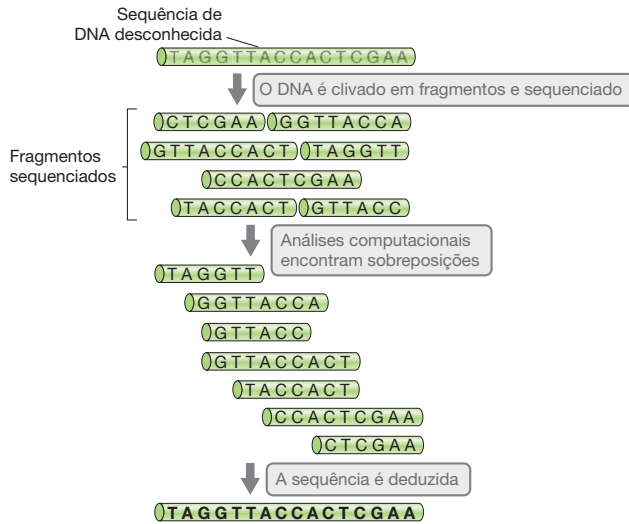 Sequência de
DNA desconhecida
TAGGTTACCACTCGAA
O DNA é clivado em fragmentos e sequenciado
CTCGAA GGTTACCA
Fragmentos
sequenciados
GTTACCACT TAGGTT
CCACTCGAA
TACCACT GTTACC
Análises computacionais
encontram sobreposições
TAGGTT
GGTTACCA
GTTACC
GTTACCACT
TACCACT
CCACTCGAA
CTCGAA
A sequência é deduzida
TAGGTTACCACTCGAA